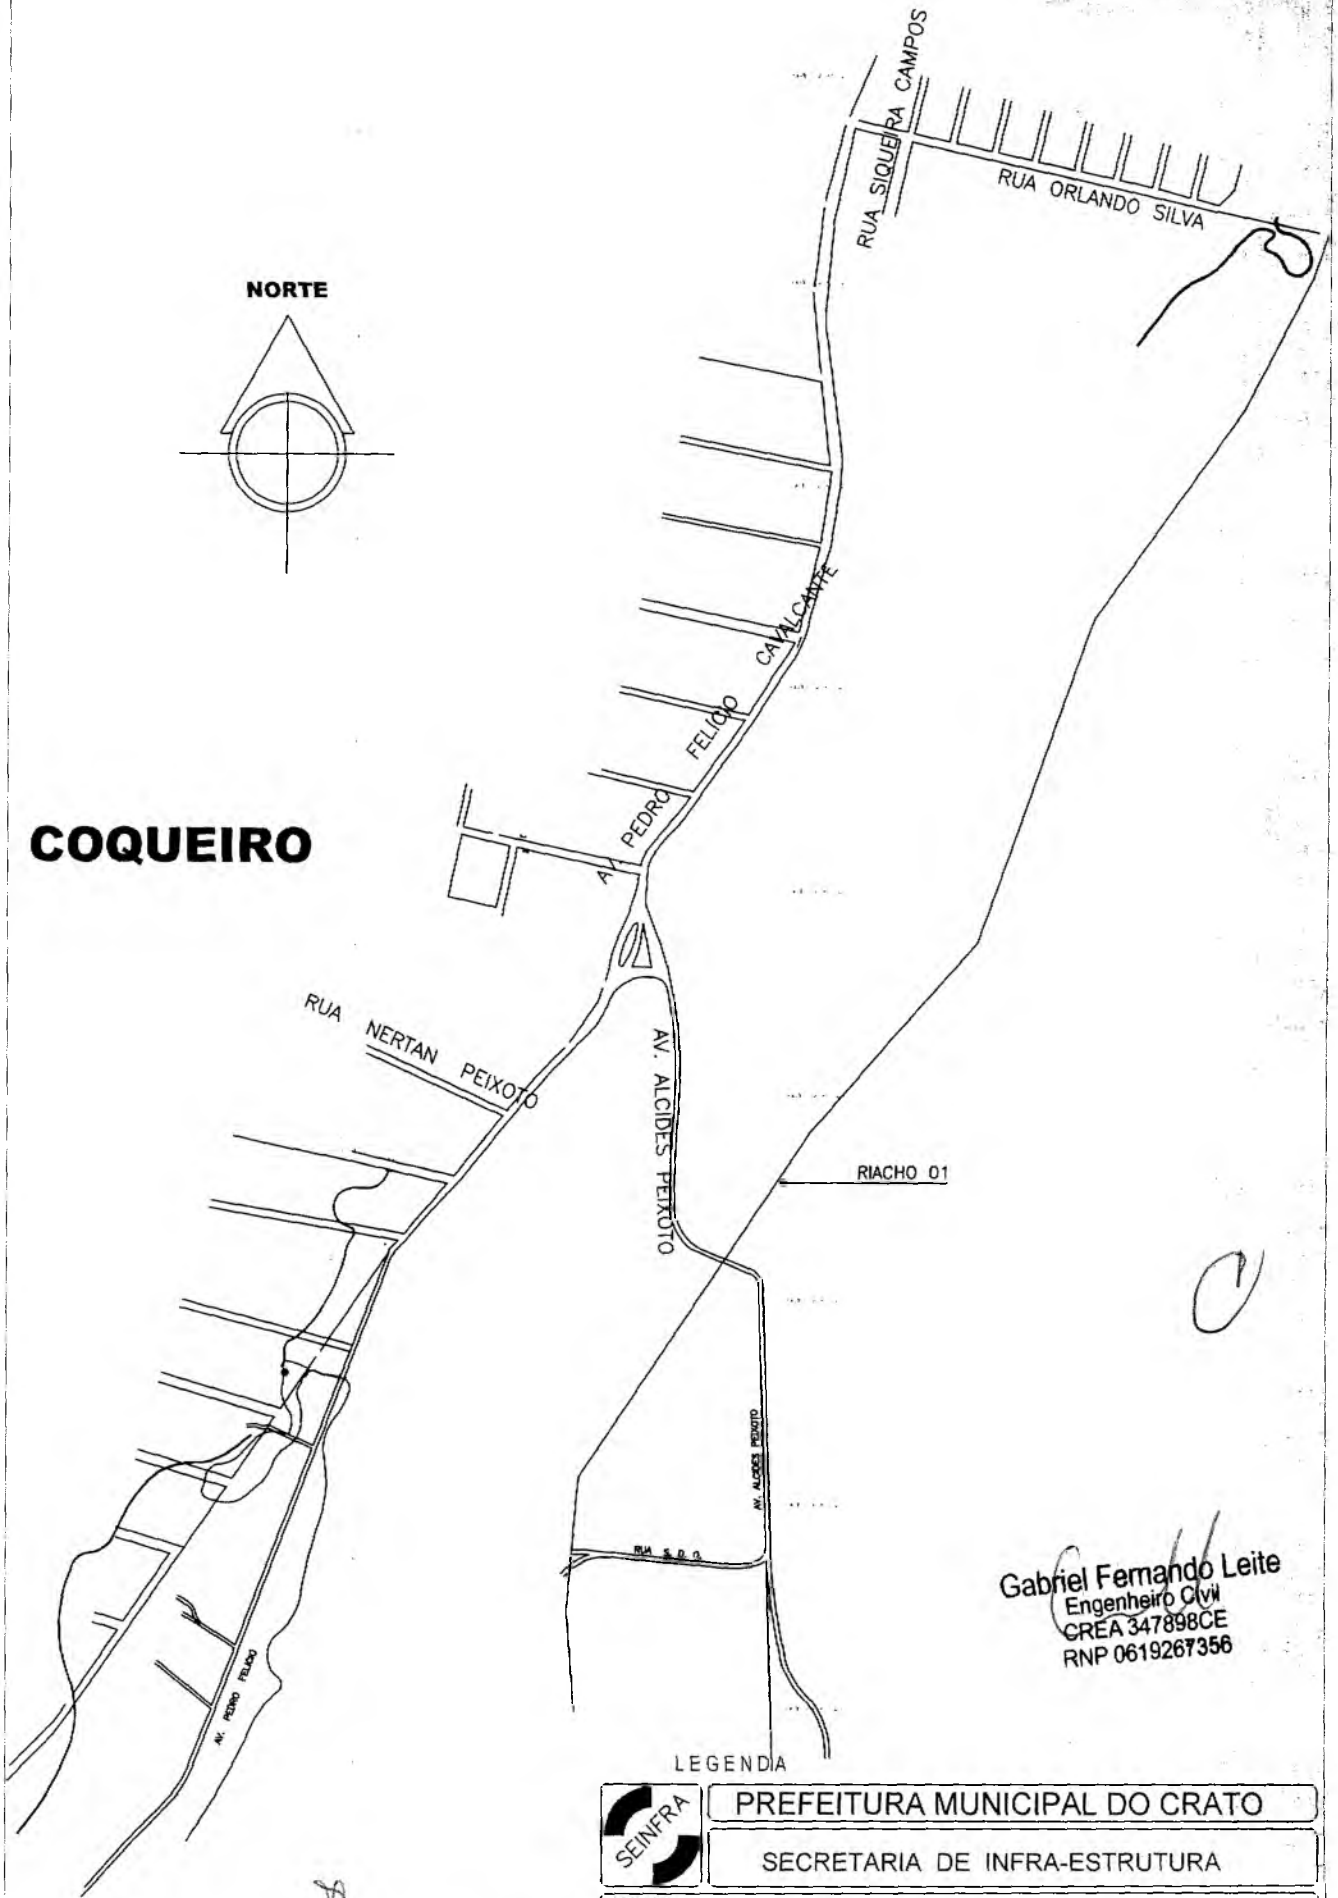 RUA SIQUEIRA CAMPOS
RUA ORLANDO SILVA
NORTE
AV. PEDRO FELICIO CAVALCANTE
COQUEIRO
RUA NERTAN PEIXOTO
AV. ALCIDES PEIXOTO
RIACHO 01
AV. ALCIDES PEIXOTO
RUA S. D. O.
Gabriel Fernando Leite
Engenheiro Civil
CREA 347898CE
RNP 0619267356
AV. PEDRO FELICIO
LEGENDA
SEINFRA
PREFEITURA MUNICIPAL DO CRATO
SECRETARIA DE INFRA-ESTRUTURA